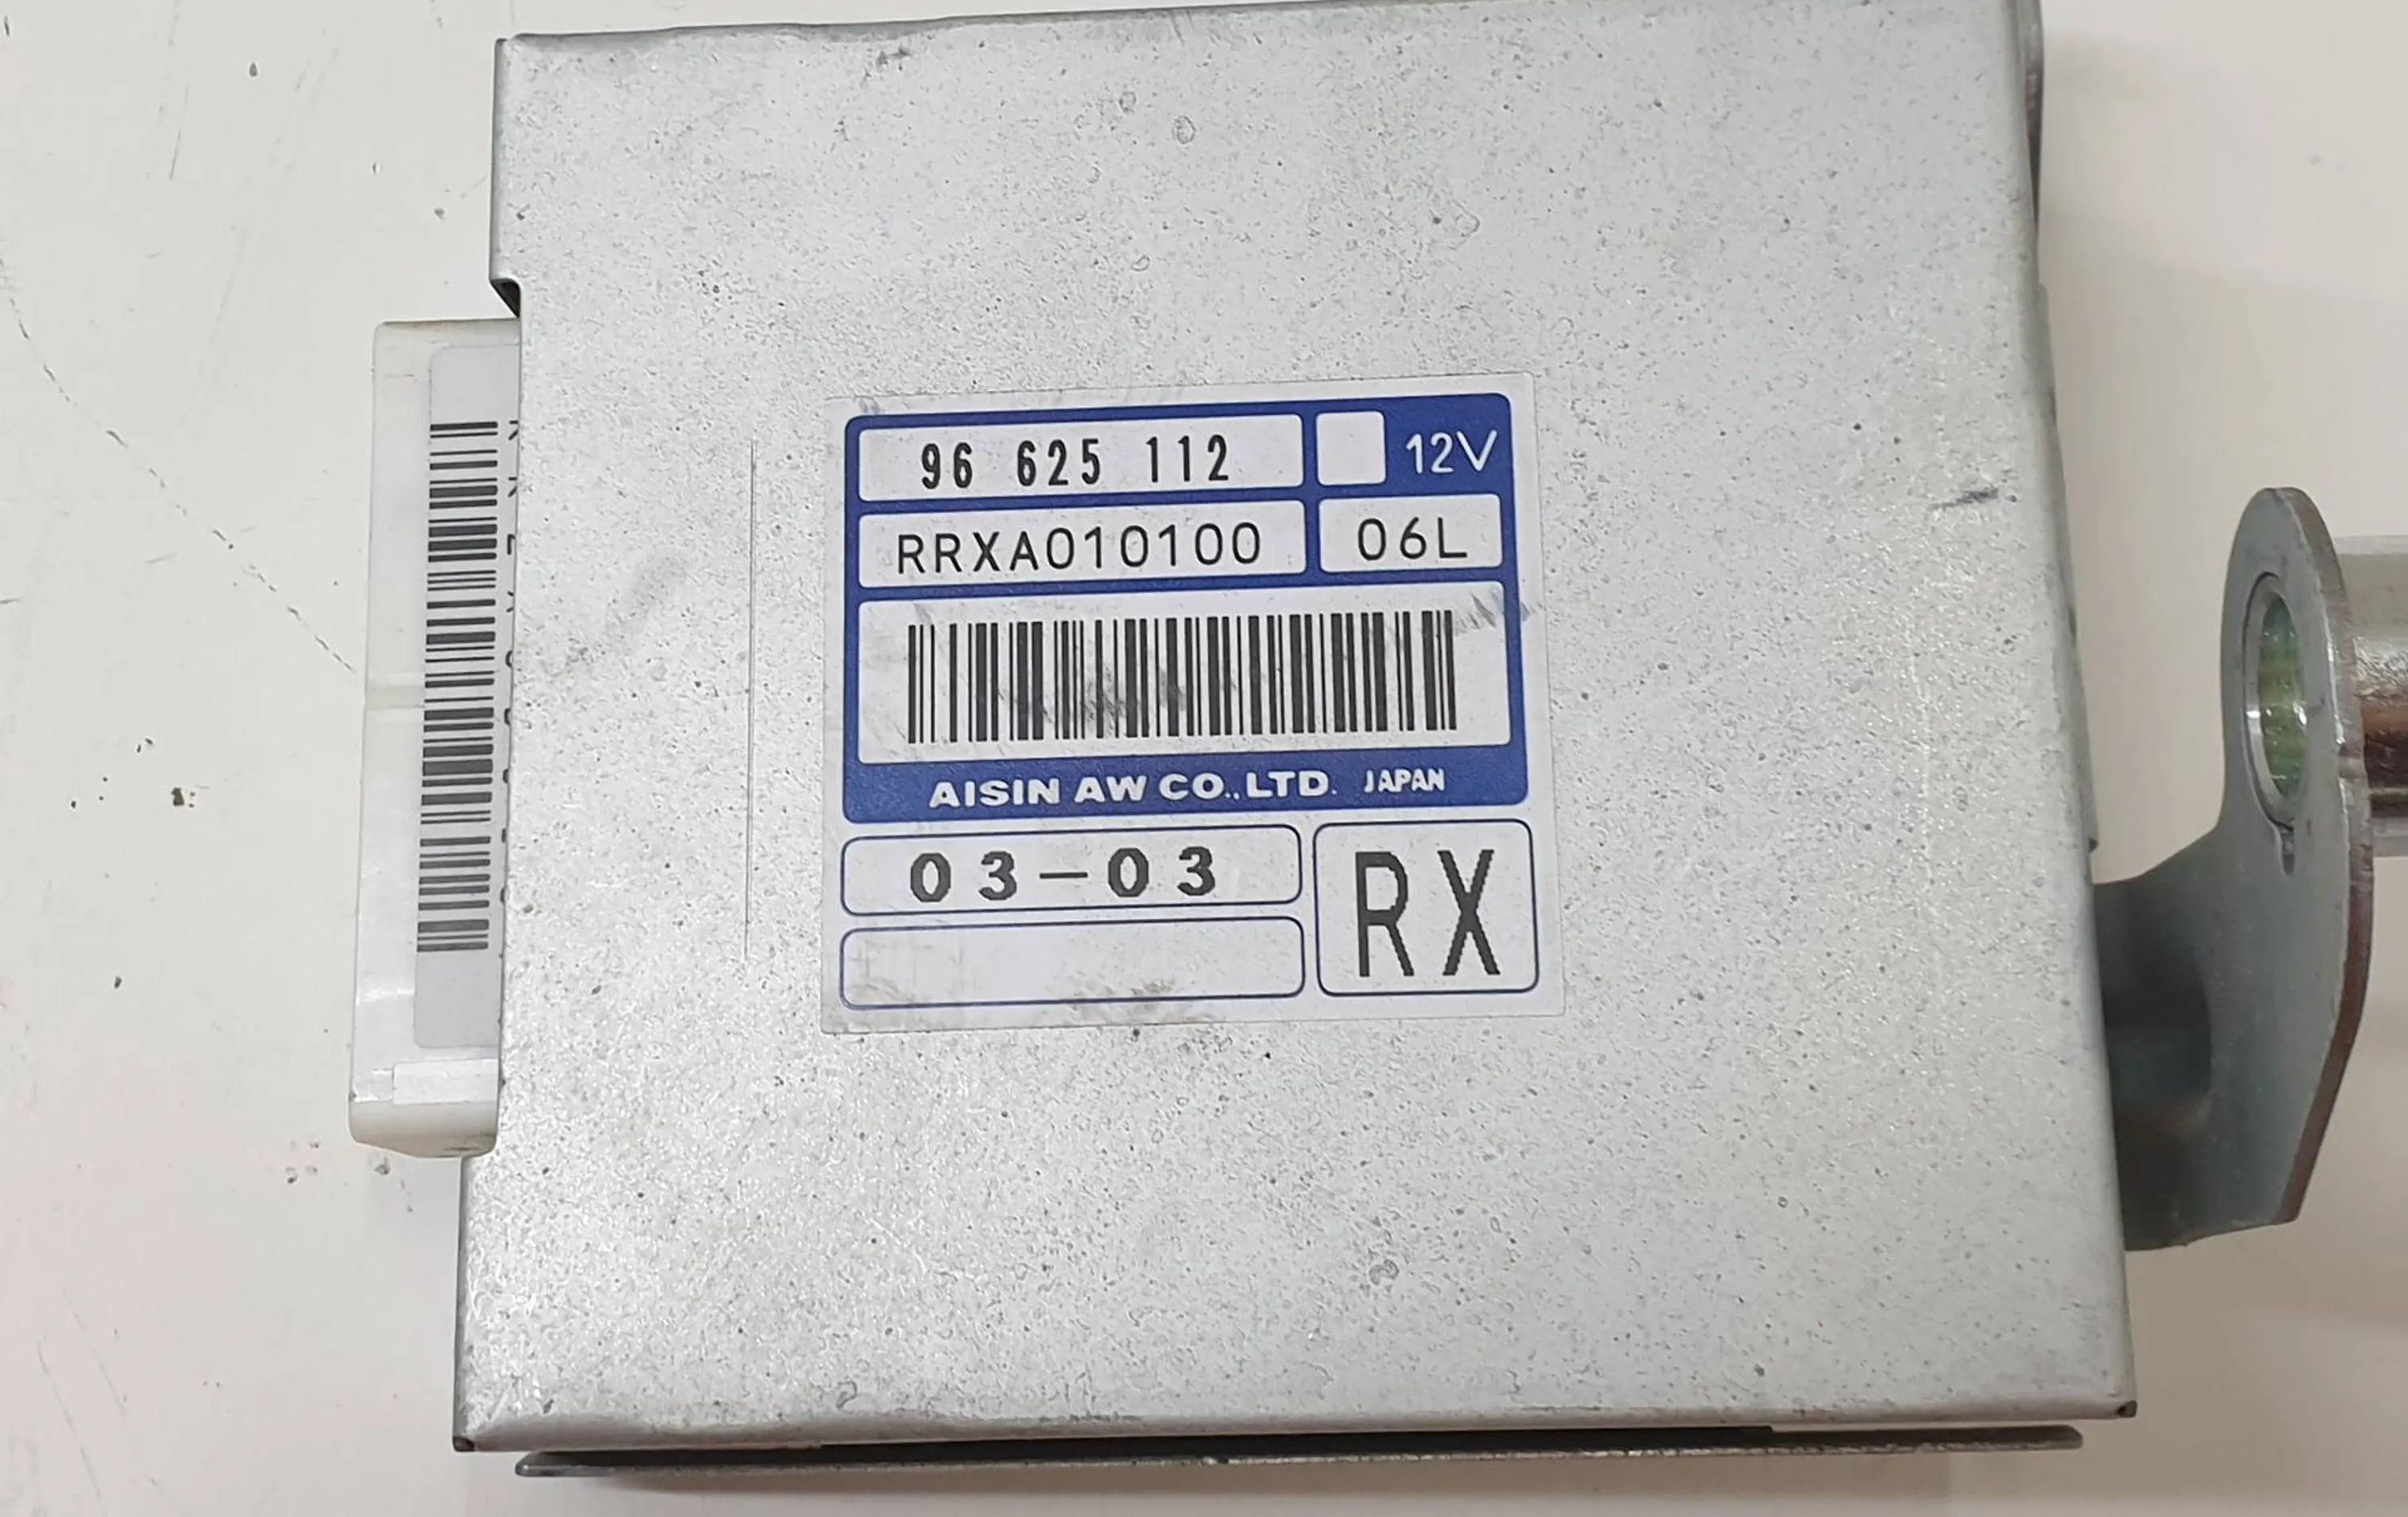 96 625 112
12V
RRXA010100
06L
AISIN AW CO.,LTD. JAPAN
03-03
RX